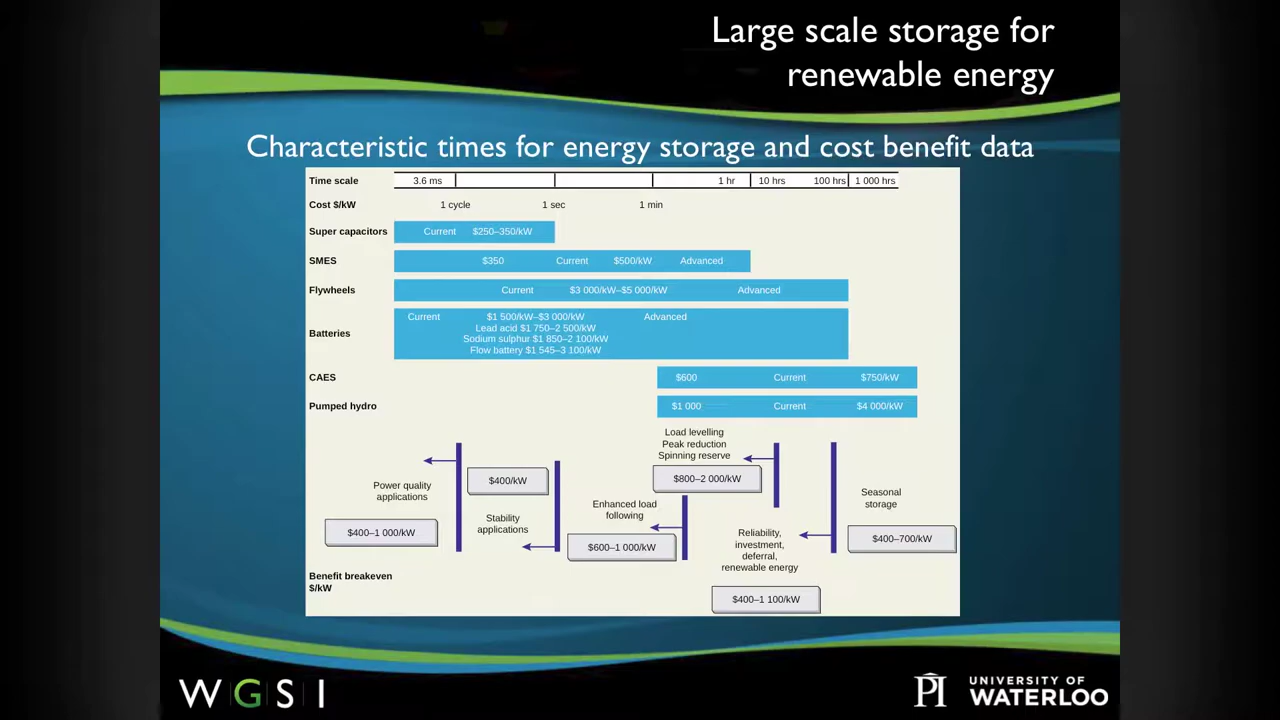 Large scale storage for
renewable energy
Characteristic times for energy storage and cost benefit data
Time scale 3.6 ms 1 hr 10 hrs 100 hrs 1 000 hrs
Cost $/kW 1 cycle 1 sec 1 min
Super capacitors Current $250–350/kW
SMES $350 Current $500/kW Advanced
Flywheels Current $3 000/kW–$5 000/kW Advanced
Batteries
Current $1 500/kW–$3 000/kW Advanced
Lead acid $1 750–2 500/kW
Sodium sulphur $1 850–2 100/kW
Flow battery $1 545–3 100/kW
CAES $600 Current $750/kW
Pumped hydro $1 000 Current $4 000/kW
Power quality
applications
$400–1 000/kW
$400/kW
Stability
applications
Enhanced load
following
$600–1 000/kW
Load levelling
Peak reduction
Spinning reserve
$800–2 000/kW
Reliability,
investment,
deferral,
renewable energy
$400–1 100/kW
Seasonal
storage
$400–700/kW
Benefit breakeven
$/kW
WGSI
PI
UNIVERSITY OF
WATERLOO